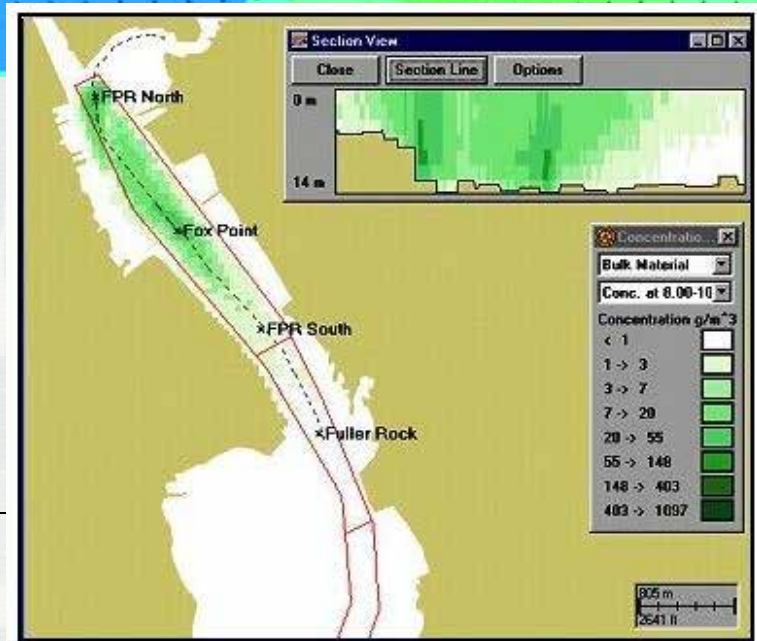 Section View
Close Section Line Options
0 m
14 m
FPR North
Fox Point
FPR South
Fuller Rock
Concentratio...
Bulk Material
Conc. at 8.00-10
Concentration g/m^3
< 1
1 -> 3
3 -> 7
7 -> 20
20 -> 55
55 -> 148
148 -> 403
403 -> 1097
805 m
2641 ft